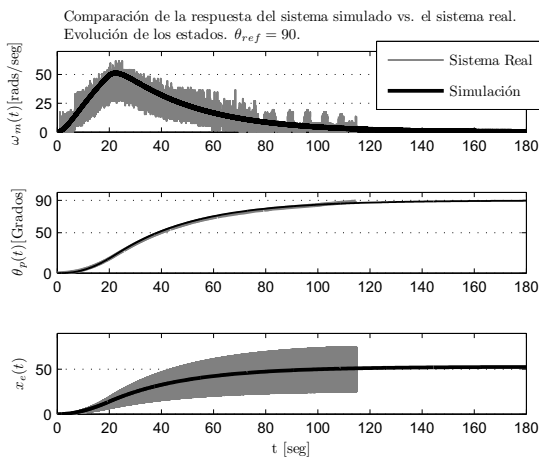 Comparación de la respuesta del sistema simulado vs. el sistema real.
Evolución de los estados. θref = 90.
Sistema Real
Simulación
ωm(t)[rads/seg]
50
25
0
0 20 40 60 80 100 120 140 160 180
θp(t)[Grados]
90
50
0
0 20 40 60 80 100 120 140 160 180
xe(t)
50
0
0 20 40 60 80 100 120 140 160 180
t [seg]